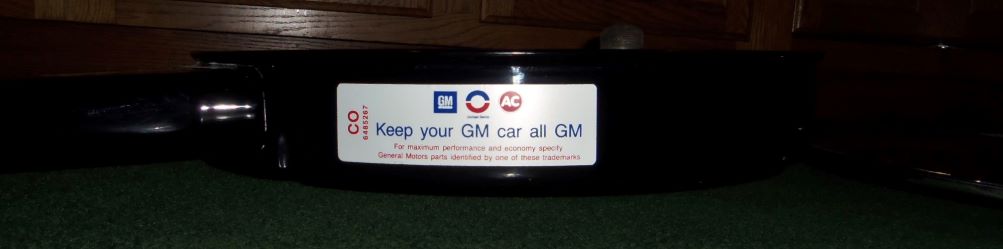 GM
AC
CO
6485267
Keep your GM car all GM
For maximum performance and economy specify
General Motors parts identified by one of these trademarks